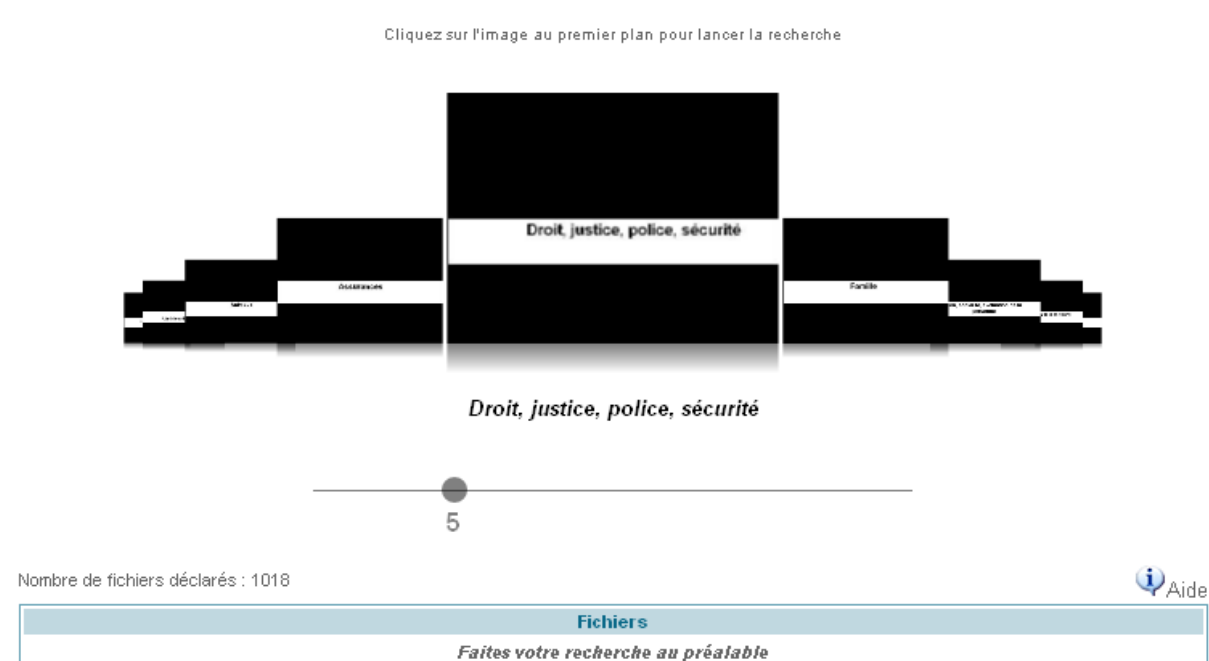 Cliquez sur l'image au premier plan pour lancer la recherche
Droit, justice, police, sécurité
Assurances
Famille
Droit, justice, police, sécurité
5
Nombre de fichiers déclarés : 1018
Aide
Fichiers
Faites votre recherche au préalable